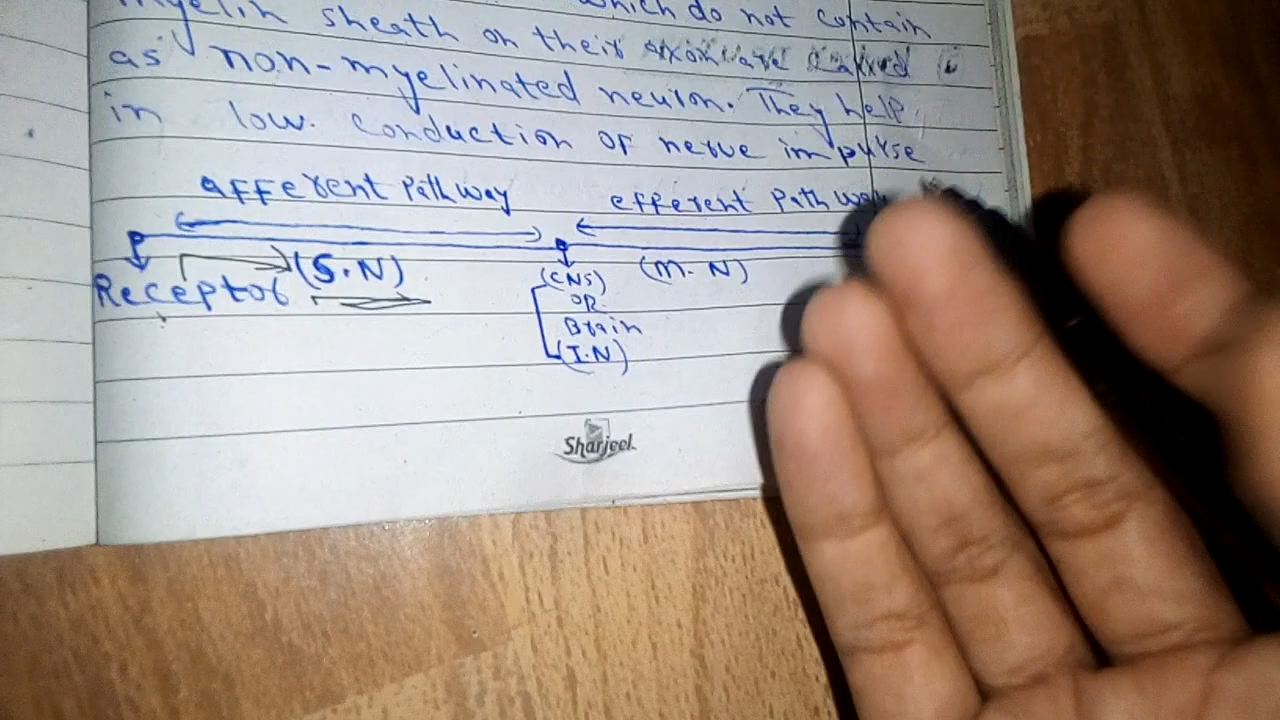 myelin sheath on their which do not contain
as non-myelinated neuron. They help
in low. conduction of nerve impulse
afferent Pathway efferent Pathway
Receptor (S.N) (CNS) (M.N)
OR
Brain
(I.N)
Sharjeel